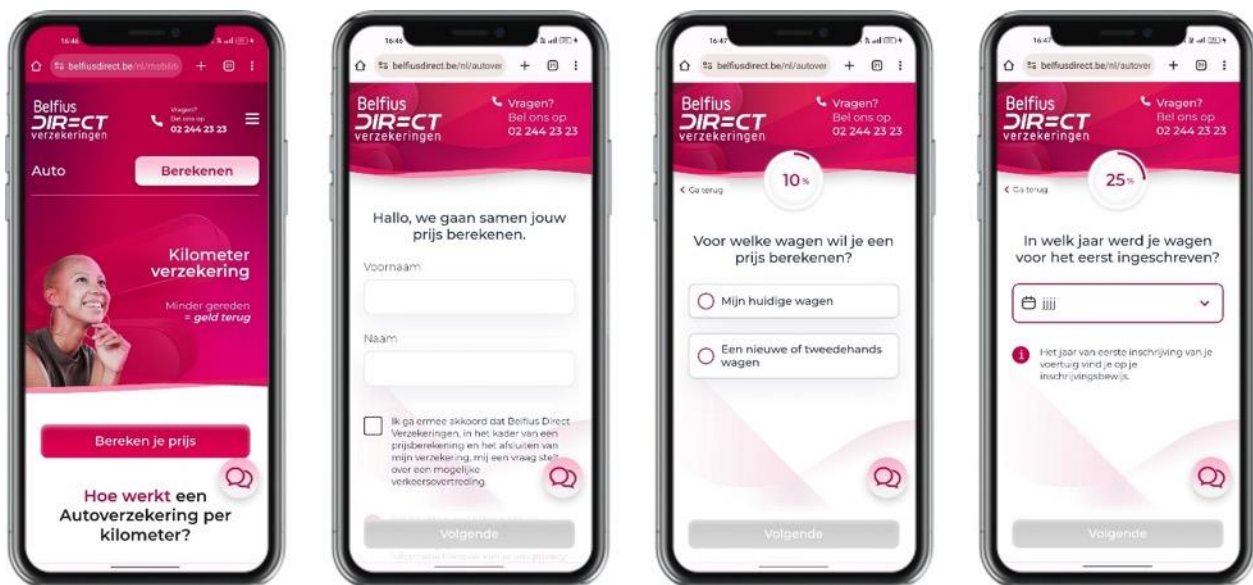 16:46
belfiusdirect.be/nl/mobilit
Belfius
DIRECT
verzekeringen
Vragen?
Bel ons op
02 244 23 23
Auto
Berekenen
Kilometer
verzekering
Minder gereden
= geld terug
Bereken je prijs
Hoe werkt een
Autoverzekering per
kilometer?
16:46
belfiusdirect.be/nl/autover
Belfius
DIRECT
verzekeringen
Vragen?
Bel ons op
02 244 23 23
Hallo, we gaan samen jouw
prijs berekenen.
Voornaam
Naam
Ik ga ermee akkoord dat Belfius Direct
Verzekeringen, in het kader van een
prijsberekening en het afsluiten van
mijn verzekering, mij een vraag stelt
over een mogelijke
verkeersovertreding.
Volgende
16:47
belfiusdirect.be/nl/autover
Belfius
DIRECT
verzekeringen
Vragen?
Bel ons op
02 244 23 23
10%
Ga terug
Voor welke wagen wil je een
prijs berekenen?
Mijn huidige wagen
Een nieuwe of tweedehands
wagen
Volgende
16:47
belfiusdirect.be/nl/autover
Belfius
DIRECT
verzekeringen
Vragen?
Bel ons op
02 244 23 23
25%
Ga terug
In welk jaar werd je wagen
voor het eerst ingeschreven?
jjjj
Het jaar van eerste inschrijving van je
voertuig vind je op je
inschrijvingsbewijs.
Volgende